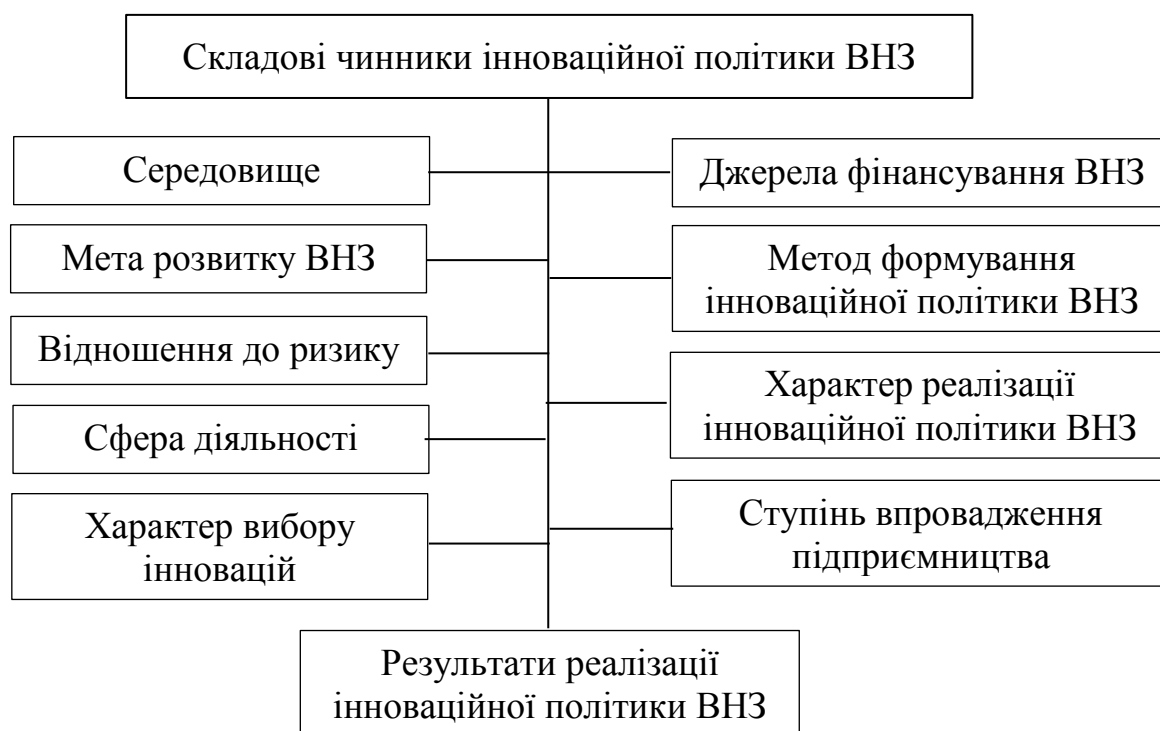 Складові чинники інноваційної політики ВНЗ
Середовище
Мета розвитку ВНЗ
Відношення до ризику
Сфера діяльності
Характер вибору
інновацій
Джерела фінансування ВНЗ
Метод формування
інноваційної політики ВНЗ
Характер реалізації
інноваційної політики ВНЗ
Ступінь впровадження
підприємництва
Результати реалізації
інноваційної політики ВНЗ